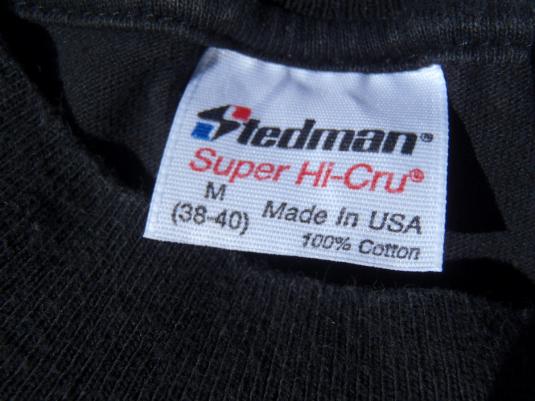 Stedman®
Super Hi-Cru®
M
(38-40)
Made In USA
100% Cotton